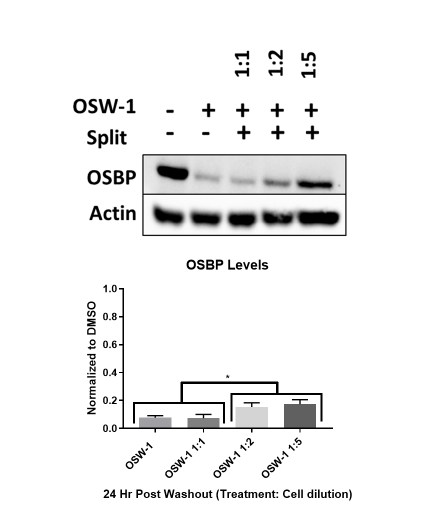 1:1 1:2 1:5
OSW-1 - + + + +
Split - - + + +
OSBP
Actin
OSBP Levels
Normalized to DMSO
1.0
0.8
0.6
0.4
0.2
0.0
*
OSW-1
OSW-1 1:1
OSW-1 1:2
OSW-1 1:5
24 Hr Post Washout (Treatment: Cell dilution)